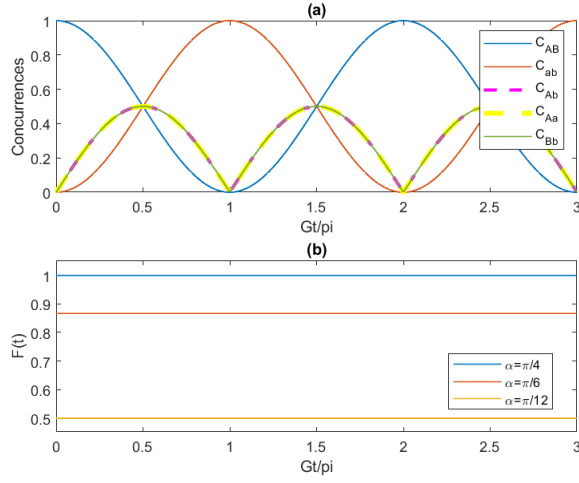 (a)
Concurrences
1
0.8
0.6
0.4
0.2
0
C_AB
C_ab
C_Ab
C_Aa
C_Bb
0 0.5 1 1.5 2 2.5 3
Gt/pi
(b)
F(t)
1
0.9
0.8
0.7
0.6
0.5
α=π/4
α=π/6
α=π/12
0 0.5 1 1.5 2 2.5 3
Gt/pi